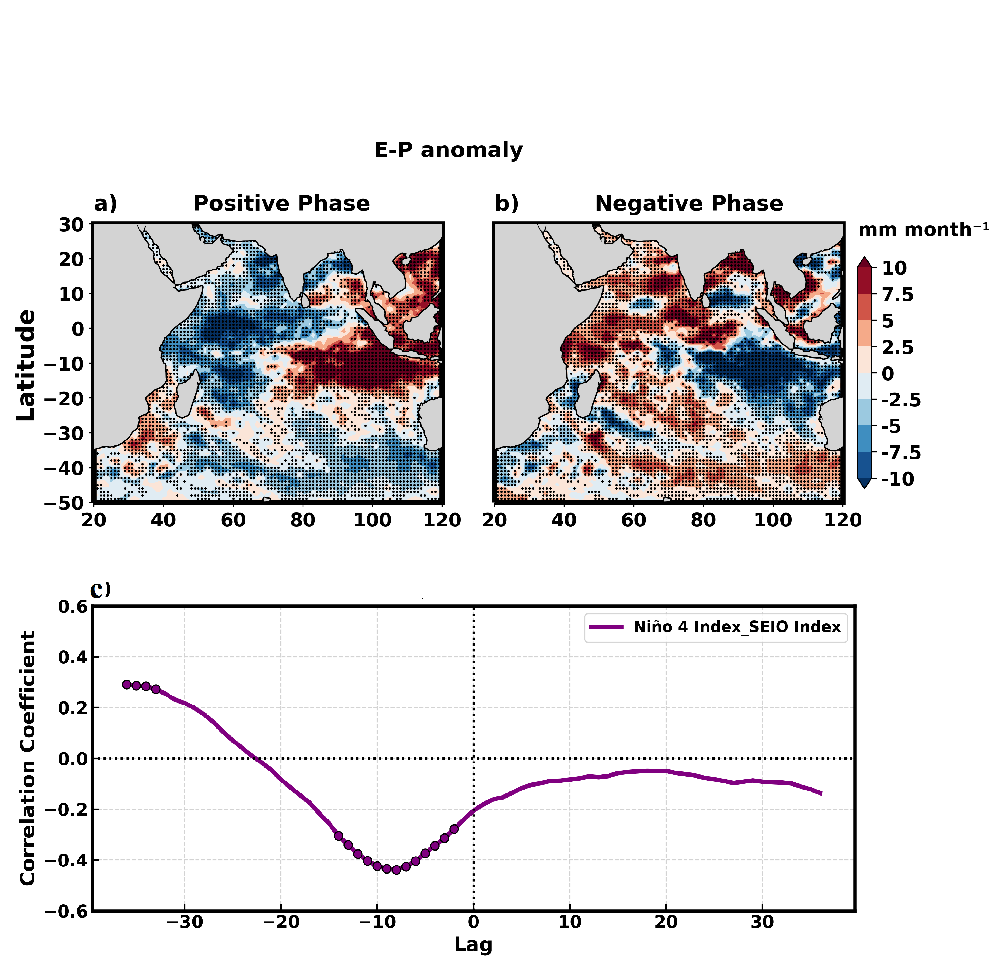 E-P anomaly
a) Positive Phase
b) Negative Phase
mm month⁻¹
30
20
10
0
−10
−20
−30
−40
−50
Latitude
20 40 60 80 100 120
20 40 60 80 100 120
10
7.5
5
2.5
0
-2.5
-5
-7.5
-10
c)
0.6
0.4
0.2
0.0
−0.2
−0.4
−0.6
Correlation Coefficient
Niño 4 Index_SEIO Index
−30 −20 −10 0 10 20 30
Lag